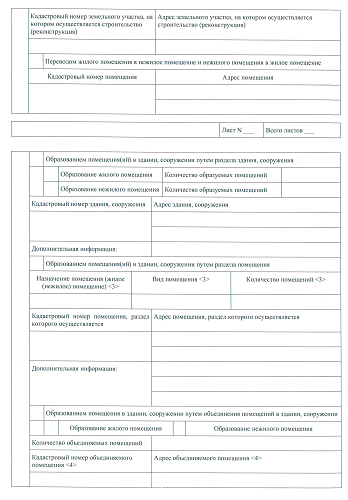 Кадастровый номер земельного участка, на котором осуществляется строительство (реконструкция)
Адрес земельного участка, на котором осуществляется строительство (реконструкция)
Переводом жилого помещения в нежилое помещение и нежилого помещения в жилое помещение
Кадастровый номер помещения
Адрес помещения
Лист N ___
Всего листов ___
Образованием помещения(ий) в здании, сооружении путем раздела здания, сооружения
Образование жилого помещения
Количество образуемых помещений
Образование нежилого помещения
Количество образуемых помещений
Кадастровый номер здания, сооружения
Адрес здания, сооружения
Дополнительная информация:
Образованием помещения(ий) в здании, сооружении путем раздела помещения
Назначение помещения (жилое (нежилое) помещение) <3>
Вид помещения <3>
Количество помещений <3>
Кадастровый номер помещения, раздел которого осуществляется
Адрес помещения, раздел которого осуществляется
Дополнительная информация:
Образованием помещения в здании, сооружении путем объединения помещений в здании, сооружении
Образование жилого помещения
Образование нежилого помещения
Количество объединяемых помещений
Кадастровый номер объединяемого помещения <4>
Адрес объединяемого помещения <4>